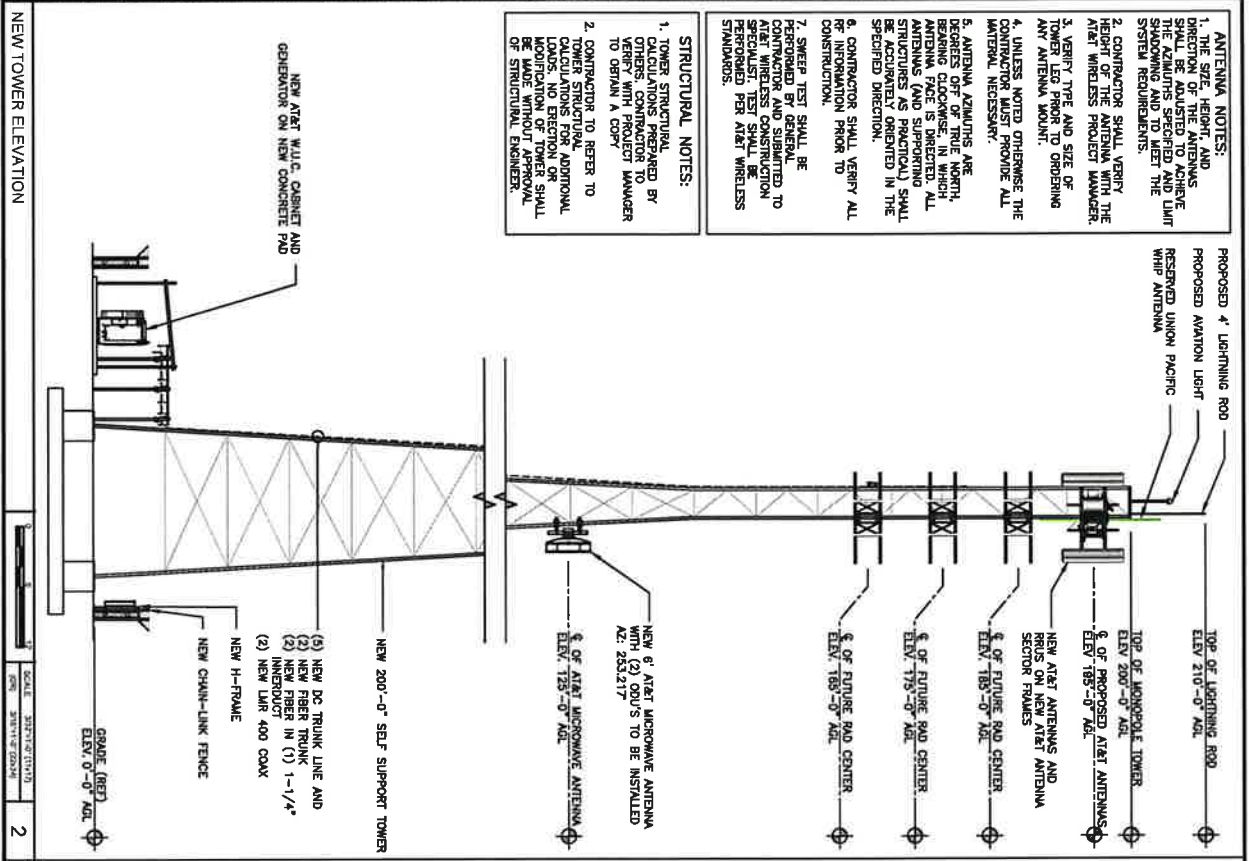 ANTENNA NOTES:
1. THE SIZE, HEIGHT, AND
DIRECTION OF THE ANTENNAS
SHALL BE ADJUSTED TO ACHIEVE
THE AZIMUTHS SPECIFIED AND LIMIT
SHADOWING AND TO MEET THE
SYSTEM REQUIREMENTS.
2. CONTRACTOR SHALL VERIFY
HEIGHT OF THE ANTENNA WITH THE
AT&T WIRELESS PROJECT MANAGER.
3. VERIFY TYPE AND SIZE OF
TOWER LEG PRIOR TO ORDERING
ANY ANTENNA MOUNT.
4. UNLESS NOTED OTHERWISE THE
CONTRACTOR MUST PROVIDE ALL
MATERIAL NECESSARY.
5. ANTENNA AZIMUTHS ARE
DEGREES OFF OF TRUE NORTH,
BEARING CLOCKWISE, IN WHICH
ANTENNA FACE IS DIRECTED. ALL
ANTENNAS (AND SUPPORTING
STRUCTURES AS PRACTICAL) SHALL
BE ACCURATELY ORIENTED IN THE
SPECIFIED DIRECTION.
6. CONTRACTOR SHALL VERIFY ALL
RF INFORMATION PRIOR TO
CONSTRUCTION.
7. SWEEP TEST SHALL BE
PERFORMED BY GENERAL
CONTRACTOR AND SUBMITTED TO
AT&T WIRELESS CONSTRUCTION
SPECIALIST. TEST SHALL BE
PERFORMED PER AT&T WIRELESS
STANDARDS.
STRUCTURAL NOTES:
1. TOWER STRUCTURAL
CALCULATIONS PREPARED BY
OTHERS. CONTRACTOR TO
VERIFY WITH PROJECT MANAGER
TO OBTAIN A COPY
2. CONTRACTOR TO REFER TO
TOWER STRUCTURAL
CALCULATIONS FOR ADDITIONAL
LOADS. NO ERECTION OR
MODIFICATION OF TOWER SHALL
BE MADE WITHOUT APPROVAL
OF STRUCTURAL ENGINEER.
PROPOSED 4' LIGHTNING ROD
PROPOSED AVIATION LIGHT
RESERVED UNION PACIFIC
WHIP ANTENNA
TOP OF LIGHTNING ROD
ELEV 210'-0" AGL
TOP OF MONOPOLE TOWER
ELEV 200'-0" AGL
℄ OF PROPOSED AT&T ANTENNAS
ELEV 195'-0" AGL
NEW AT&T ANTENNAS AND
RRUS ON NEW AT&T ANTENNA
SECTOR FRAMES
℄ OF FUTURE RAD CENTER
ELEV. 185'-0" AGL
℄ OF FUTURE RAD CENTER
ELEV. 175'-0" AGL
℄ OF FUTURE RAD CENTER
ELEV. 165'-0" AGL
NEW 6' AT&T MICROWAVE ANTENNA
WITH (2) ODU'S TO BE INSTALLED
AZ: 253.217
℄ OF AT&T MICROWAVE ANTENNA
ELEV. 125'-0" AGL
NEW 200'-0" SELF SUPPORT TOWER
(5) NEW DC TRUNK LINE AND
(2) NEW FIBER TRUNK
(2) NEW FIBER IN (1) 1-1/4"
INNERDUCT
(2) NEW LMR 400 COAX
NEW H-FRAME
NEW CHAIN-LINK FENCE
GRADE (REF)
ELEV. 0'-0" AGL
NEW AT&T W.U.C. CABINET AND
GENERATOR ON NEW CONCRETE PAD
NEW TOWER ELEVATION
SCALE
2